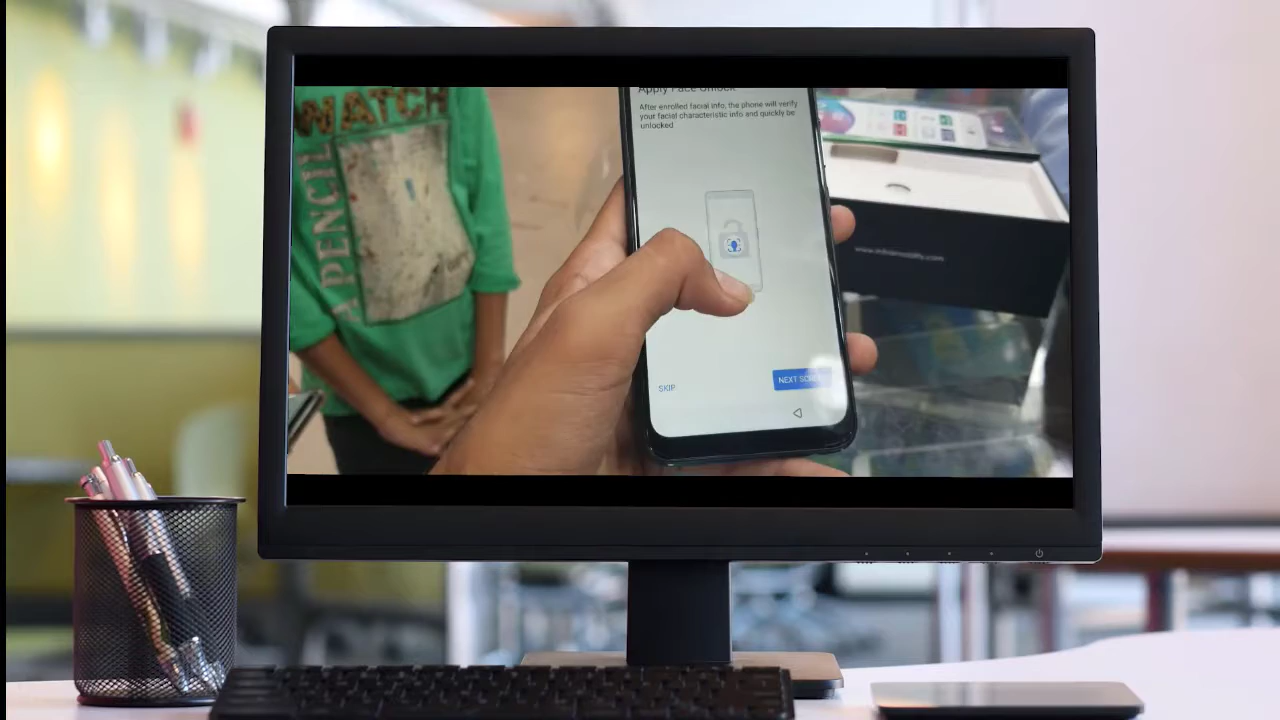 WATCH
A PENCIL
Apply Face Unlock
After enrolled facial info, the phone will verify
your facial characteristic info and quickly be
unlocked
SKIP
NEXT